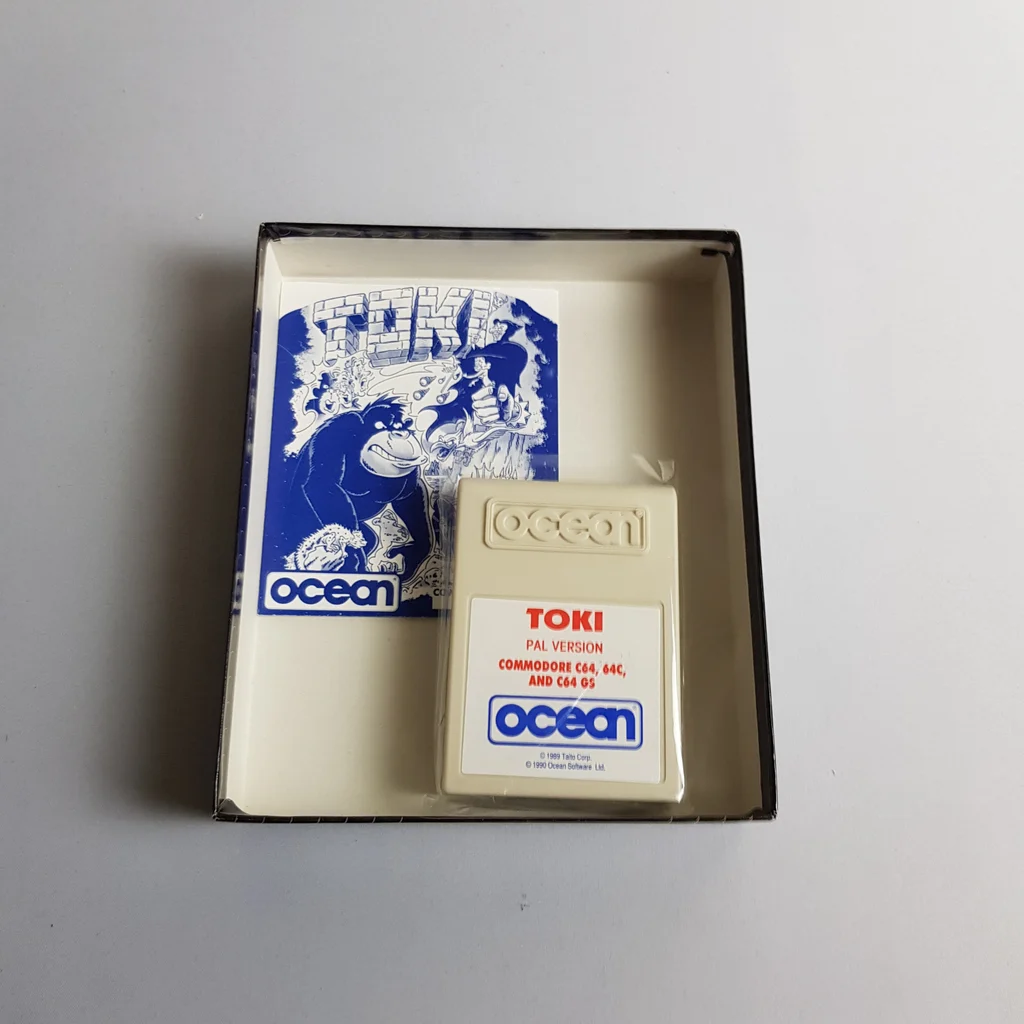 TOKI
ocean
ocean
TOKI
PAL VERSION
COMMODORE C64, 64C,
AND C64 GS
ocean
© 1989 Taito Corp.
© 1990 Ocean Software Ltd.